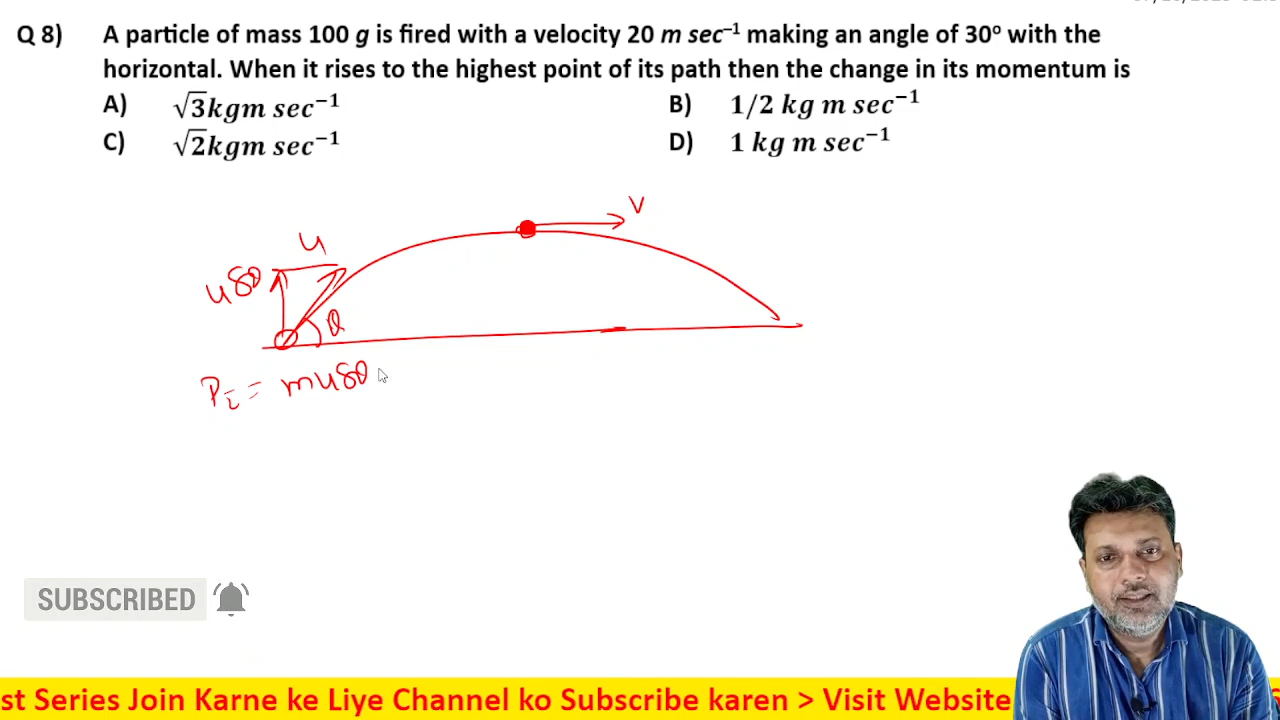 Q 8) A particle of mass 100 g is fired with a velocity 20 m sec⁻¹ making an angle of 30° with the
horizontal. When it rises to the highest point of its path then the change in its momentum is
A) √3kgm sec⁻¹ B) 1/2 kg m sec⁻¹
C) √2kgm sec⁻¹ D) 1 kg m sec⁻¹
v
u
usθ
θ
Pi = musθ
SUBSCRIBED
st Series Join Karne ke Liye Channel ko Subscribe karen > Visit Website